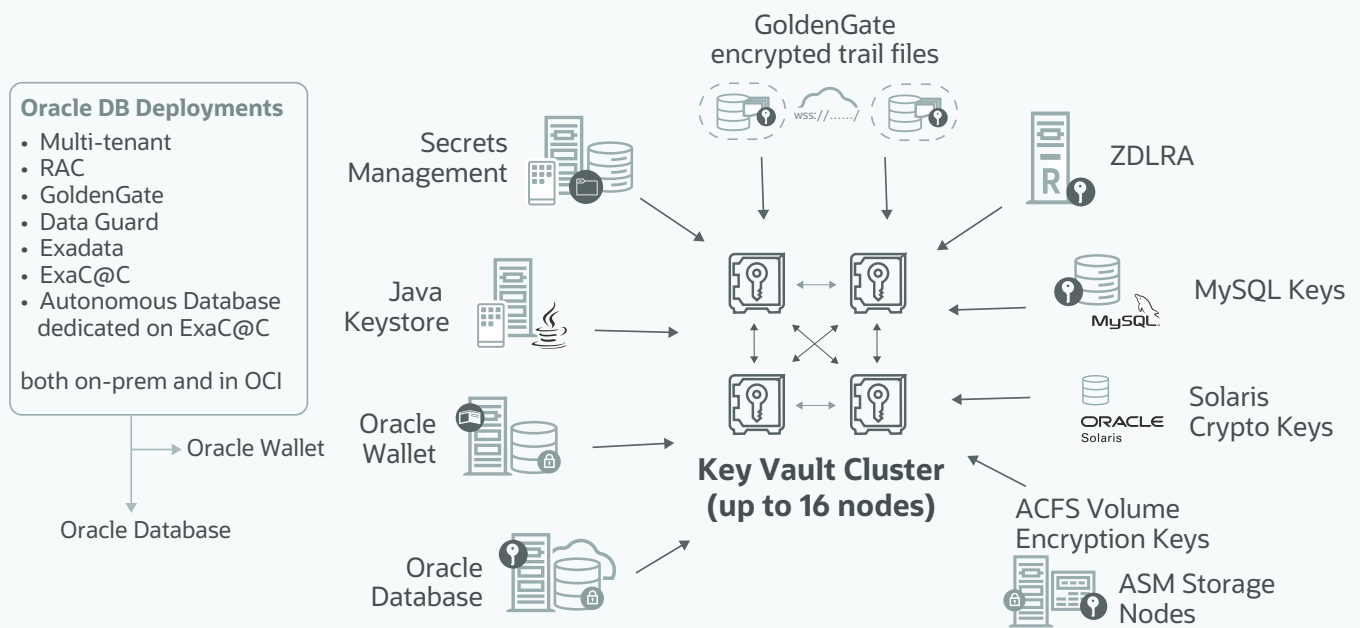 GoldenGate
encrypted trail files
wss://....../
Oracle DB Deployments
• Multi-tenant
• RAC
• GoldenGate
• Data Guard
• Exadata
• ExaC@C
• Autonomous Database
dedicated on ExaC@C
both on-prem and in OCI
Oracle Wallet
Oracle Database
Secrets
Management
Java
Keystore
Oracle
Wallet
Oracle
Database
Key Vault Cluster
(up to 16 nodes)
R
ZDLRA
MySQL
MySQL Keys
ORACLE
Solaris
Solaris
Crypto Keys
ACFS Volume
Encryption Keys
ASM Storage
Nodes